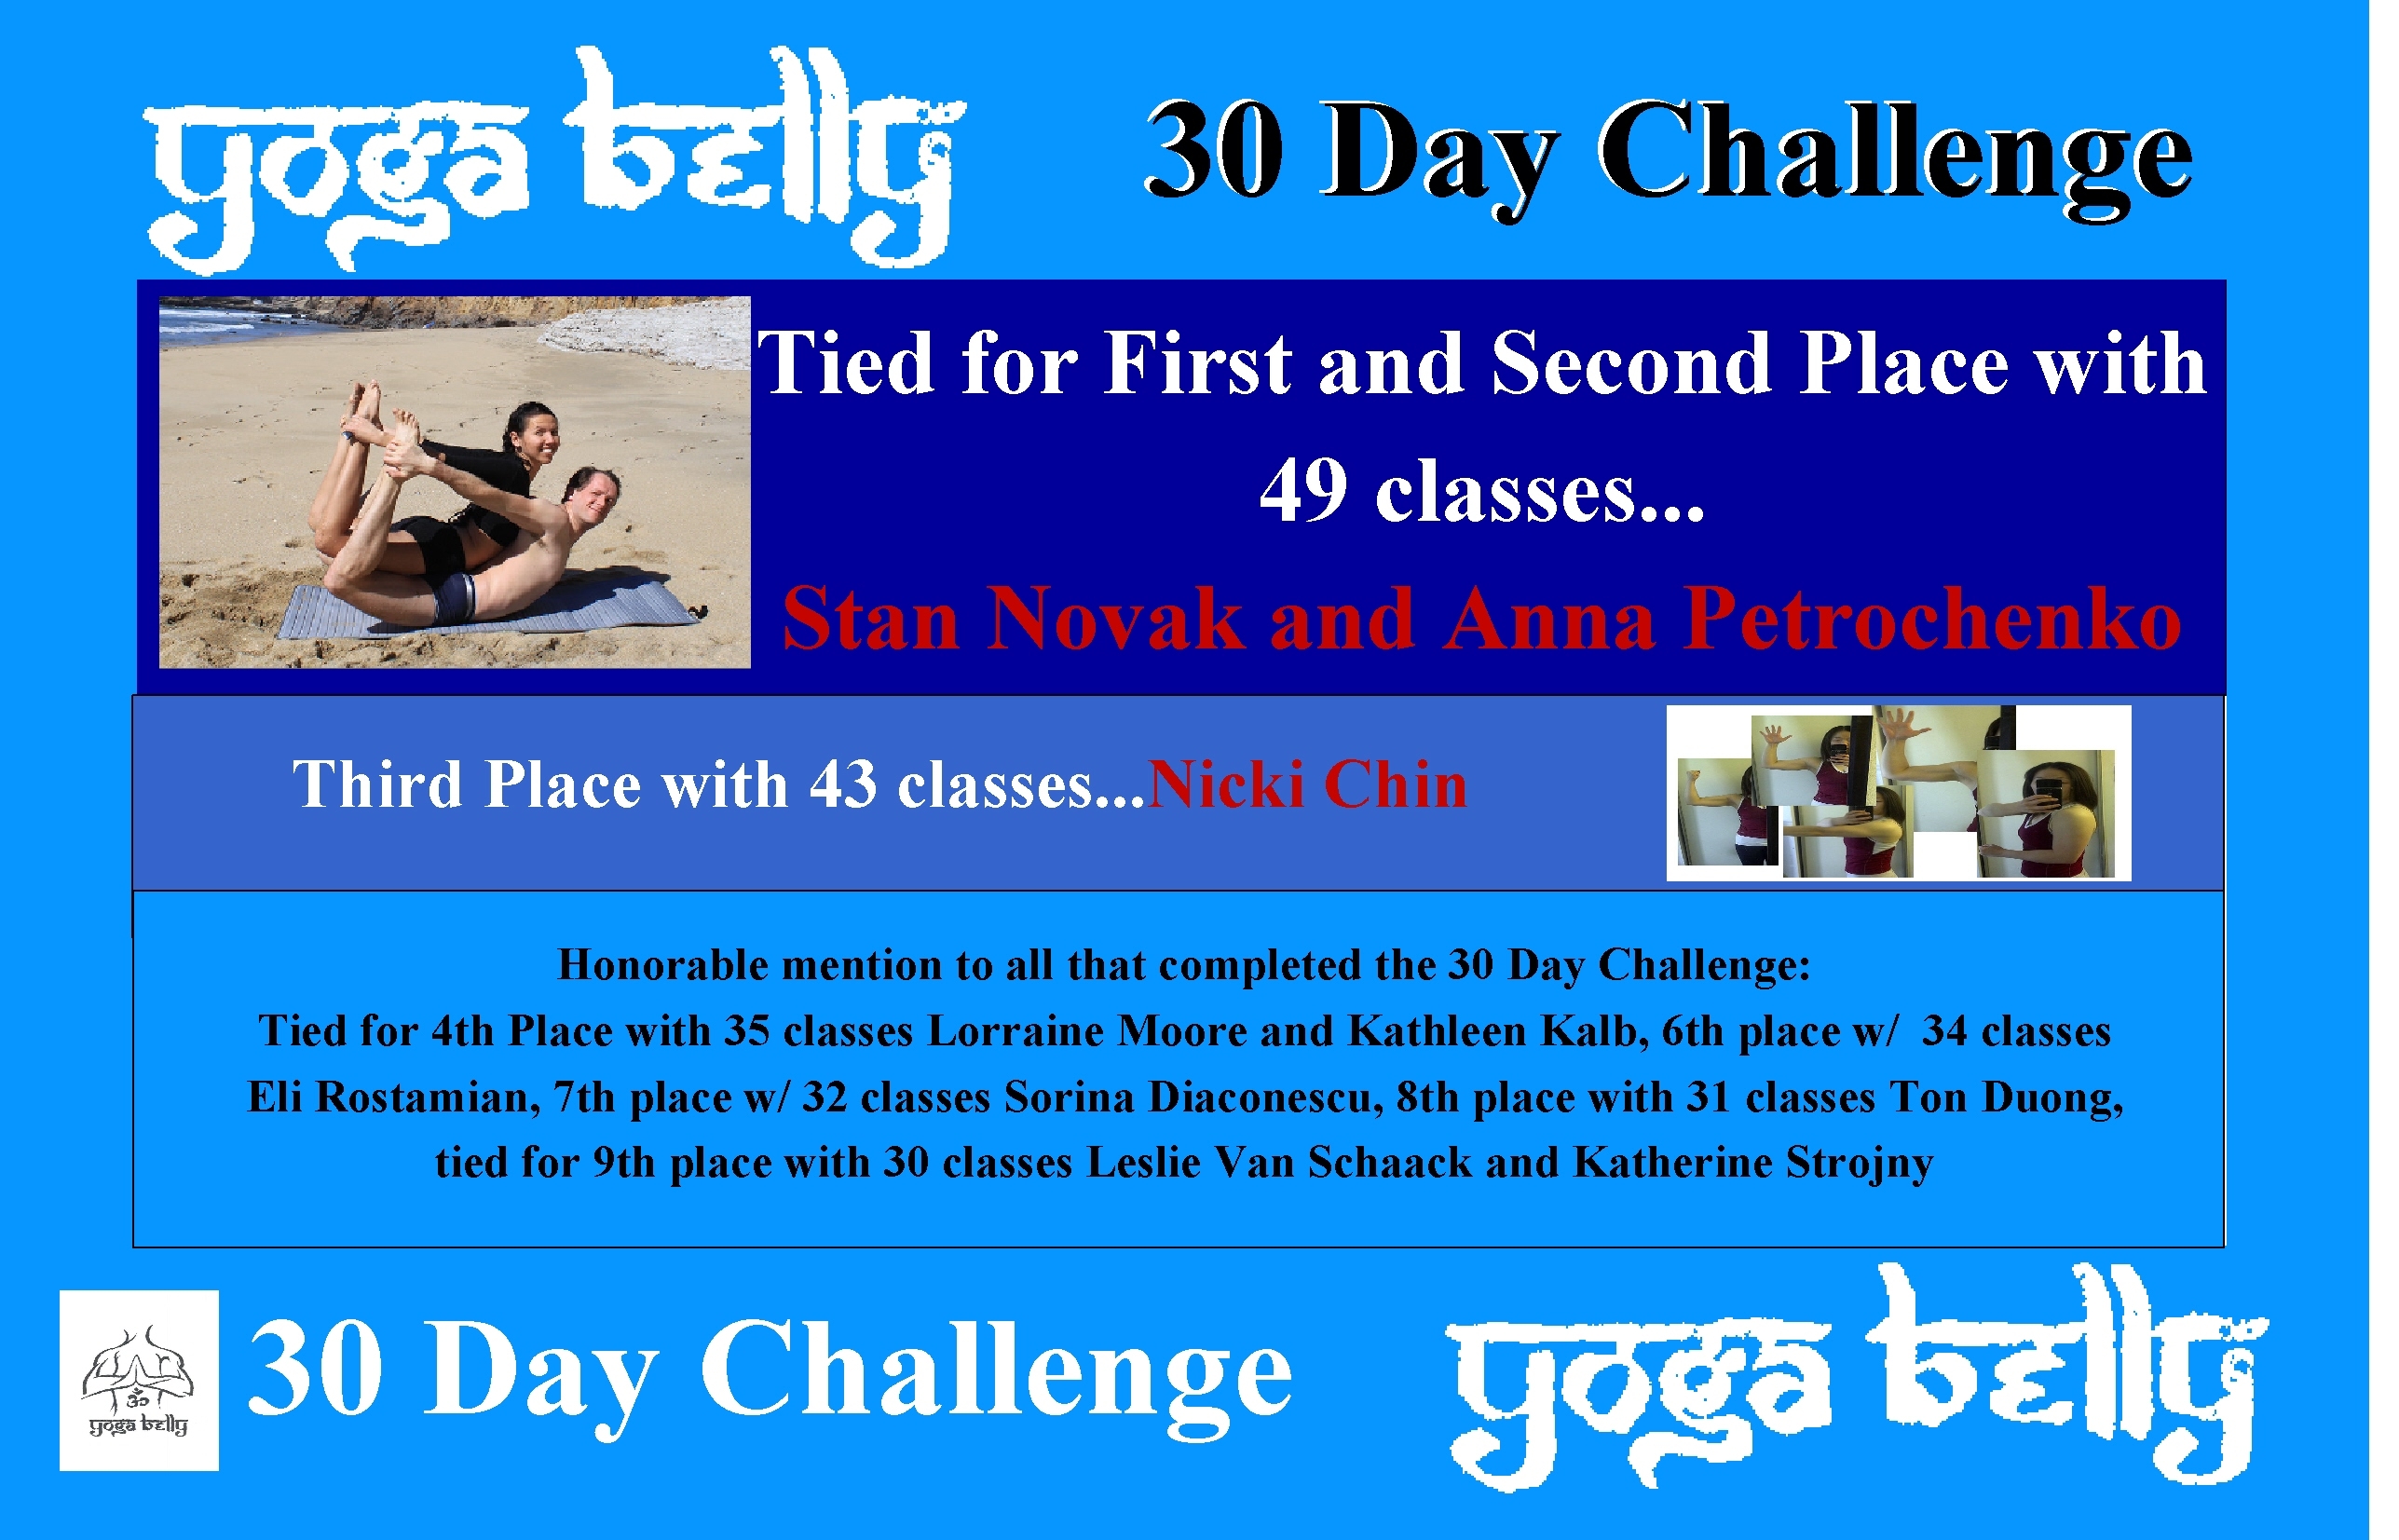 yoga belly
30 Day Challenge
Tied for First and Second Place with
49 classes...
Stan Novak and Anna Petrochenko
Third Place with 43 classes...Nicki Chin
Honorable mention to all that completed the 30 Day Challenge:
Tied for 4th Place with 35 classes Lorraine Moore and Kathleen Kalb, 6th place w/ 34 classes
Eli Rostamian, 7th place w/ 32 classes Sorina Diaconescu, 8th place with 31 classes Ton Duong,
tied for 9th place with 30 classes Leslie Van Schaack and Katherine Strojny
ॐ
yoga belly
30 Day Challenge
yoga belly